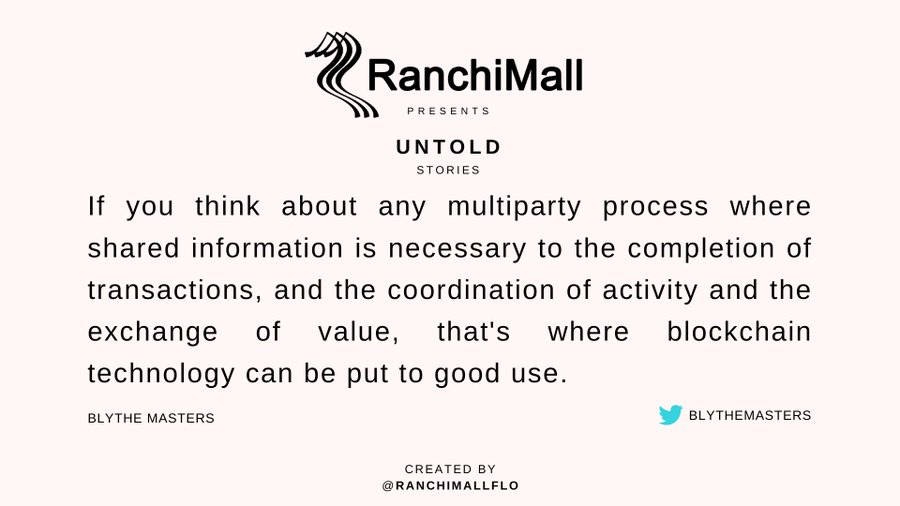 RanchiMall
PRESENTS
UNTOLD
STORIES
If you think about any multiparty process where
shared information is necessary to the completion of
transactions, and the coordination of activity and the
exchange of value, that's where blockchain
technology can be put to good use.
BLYTHE MASTERS
BLYTHEMASTERS
CREATED BY
@RANCHIMALLFLO